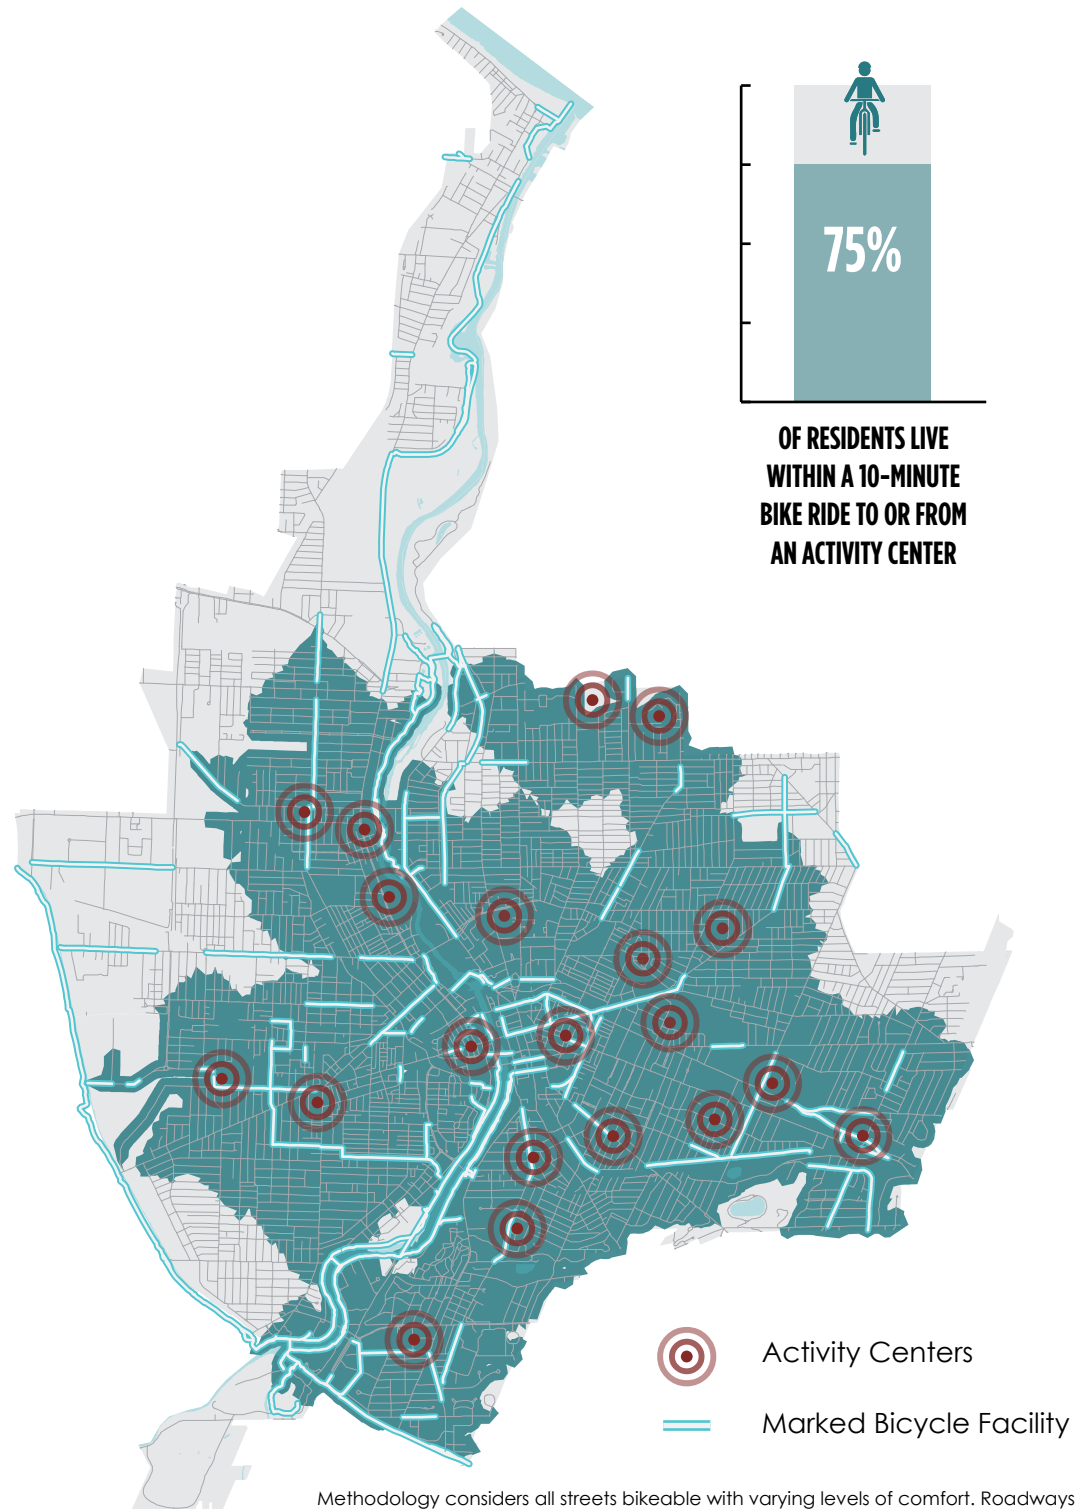 75%
OF RESIDENTS LIVE
WITHIN A 10-MINUTE
BIKE RIDE TO OR FROM
AN ACTIVITY CENTER
Activity Centers
Marked Bicycle Facility
Methodology considers all streets bikeable with varying levels of comfort. Roadways